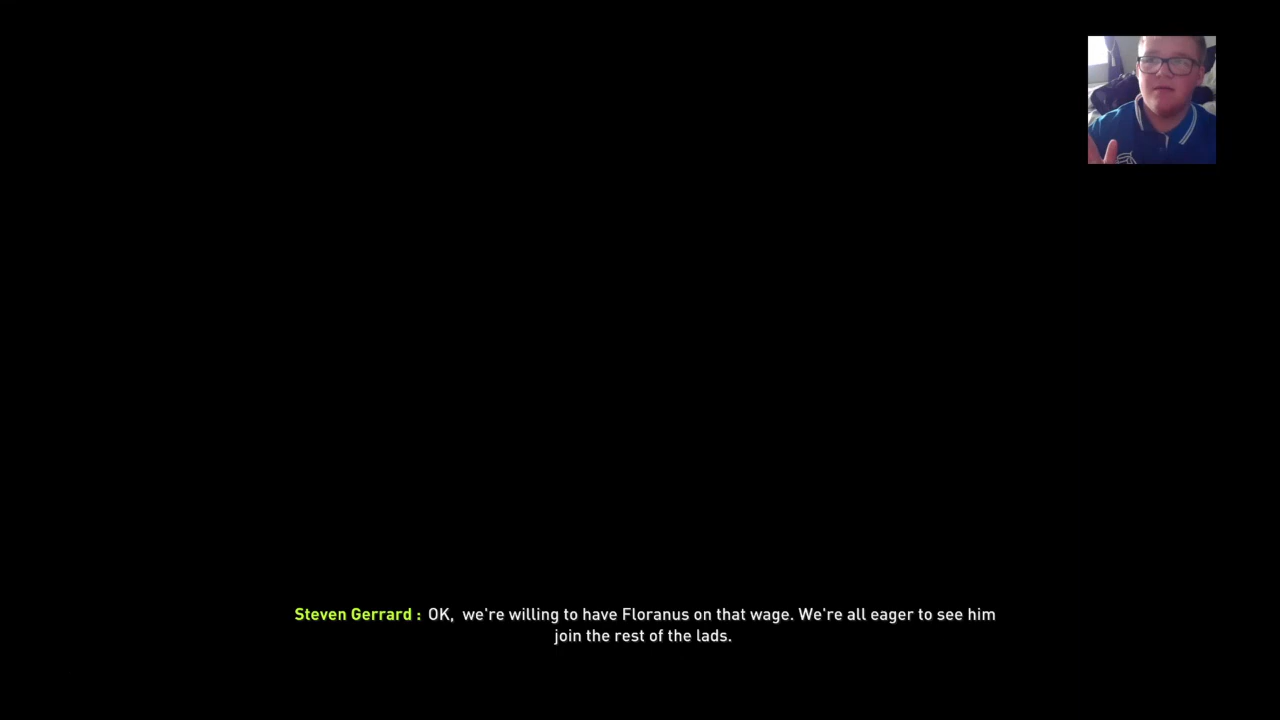 Steven Gerrard : OK,  we're willing to have Floranus on that wage. We're all eager to see him
join the rest of the lads.